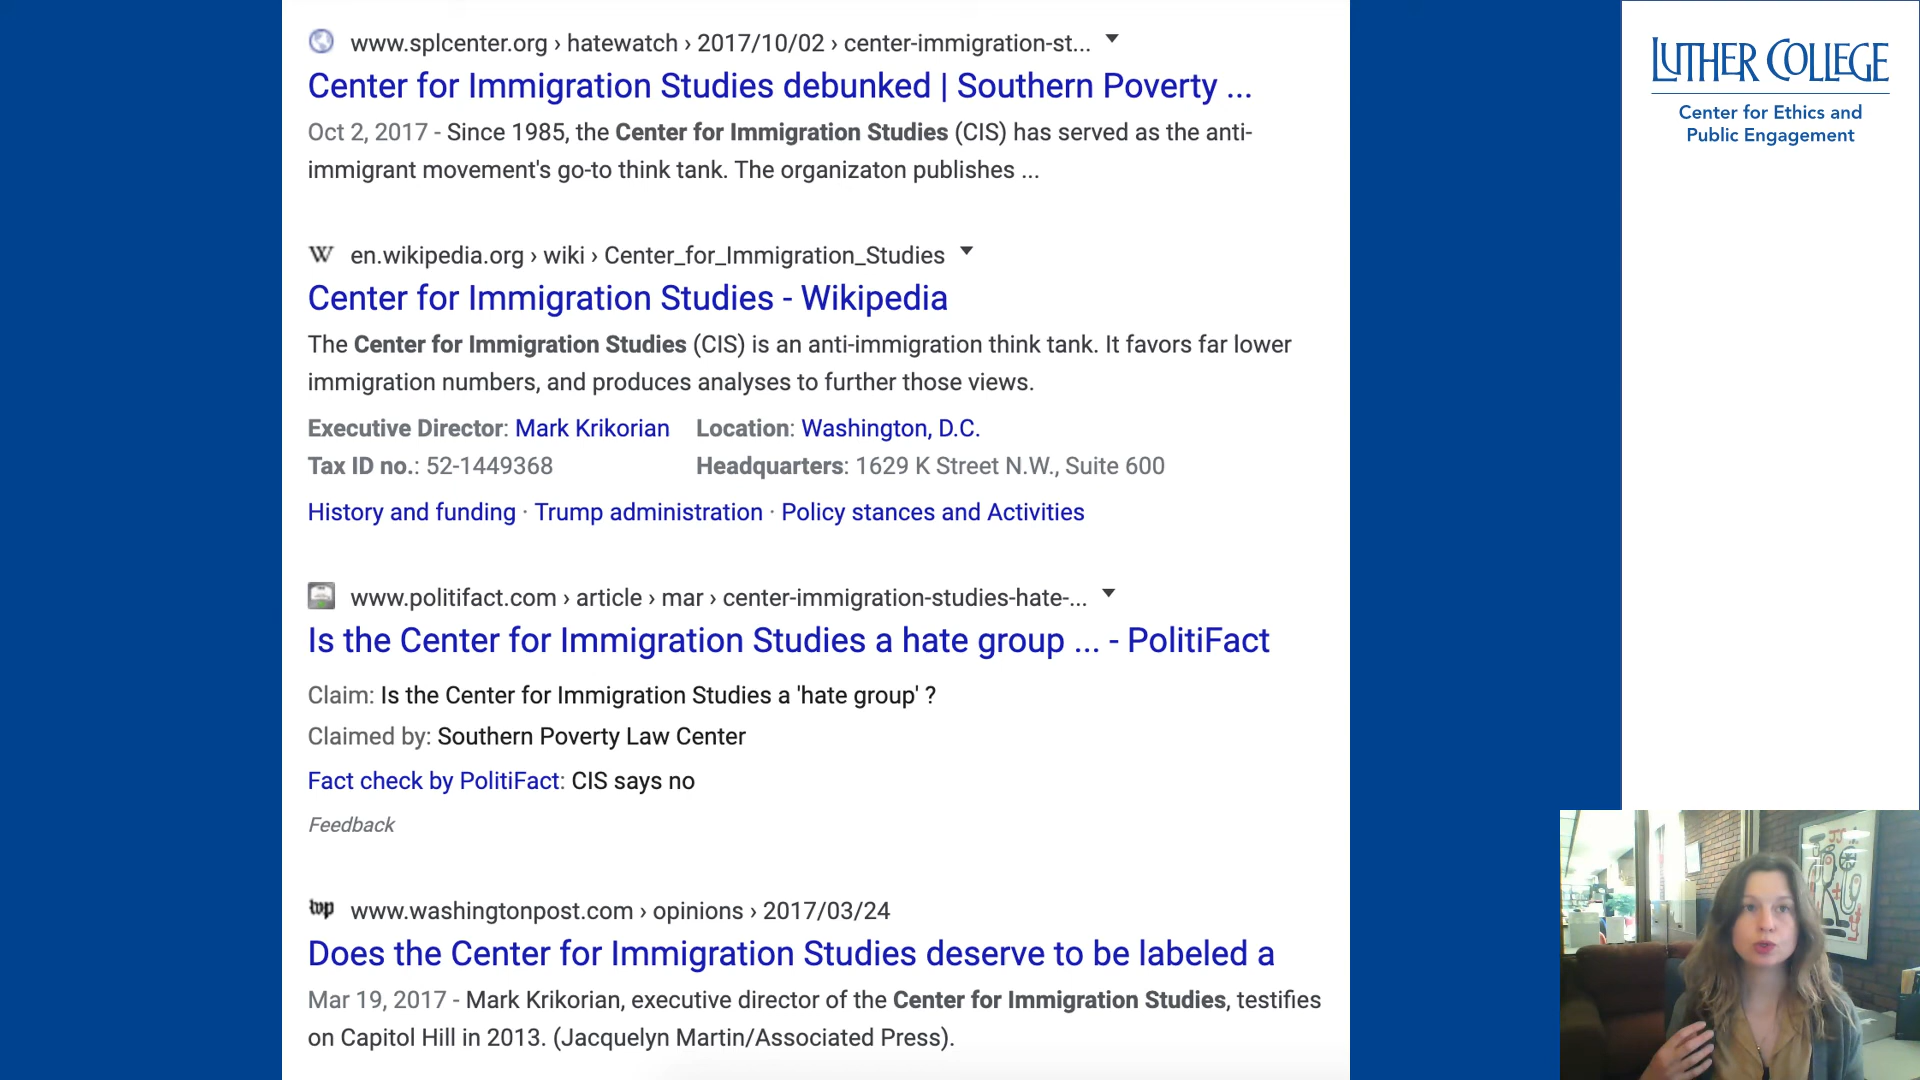 www.splcenter.org › hatewatch › 2017/10/02 › center-immigration-st...
Center for Immigration Studies debunked | Southern Poverty ...
Oct 2, 2017 - Since 1985, the Center for Immigration Studies (CIS) has served as the anti-
immigrant movement's go-to think tank. The organizaton publishes ...
W en.wikipedia.org › wiki › Center_for_Immigration_Studies
Center for Immigration Studies - Wikipedia
The Center for Immigration Studies (CIS) is an anti-immigration think tank. It favors far lower
immigration numbers, and produces analyses to further those views.
Executive Director: Mark Krikorian Location: Washington, D.C.
Tax ID no.: 52-1449368 Headquarters: 1629 K Street N.W., Suite 600
History and funding · Trump administration · Policy stances and Activities
www.politifact.com › article › mar › center-immigration-studies-hate-...
Is the Center for Immigration Studies a hate group ... - PolitiFact
Claim: Is the Center for Immigration Studies a 'hate group' ?
Claimed by: Southern Poverty Law Center
Fact check by PolitiFact: CIS says no
Feedback
wp www.washingtonpost.com › opinions › 2017/03/24
Does the Center for Immigration Studies deserve to be labeled a
Mar 19, 2017 - Mark Krikorian, executive director of the Center for Immigration Studies, testifies
on Capitol Hill in 2013. (Jacquelyn Martin/Associated Press).
LUTHER COLLEGE
Center for Ethics and
Public Engagement